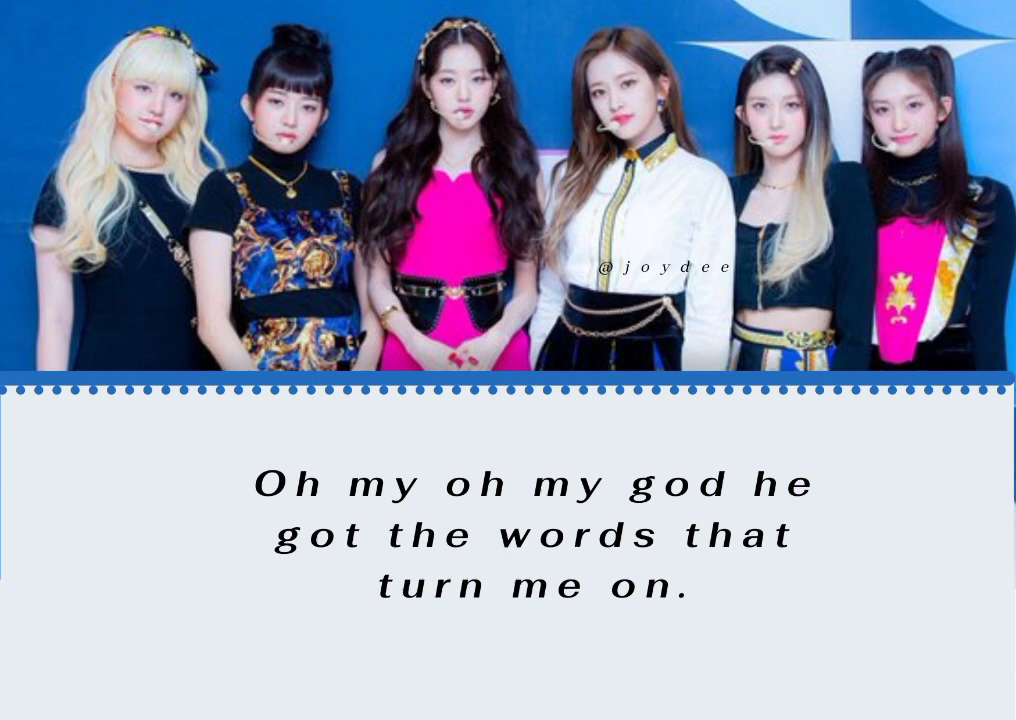 @joydee
Oh my oh my god he
got the words that
turn me on.